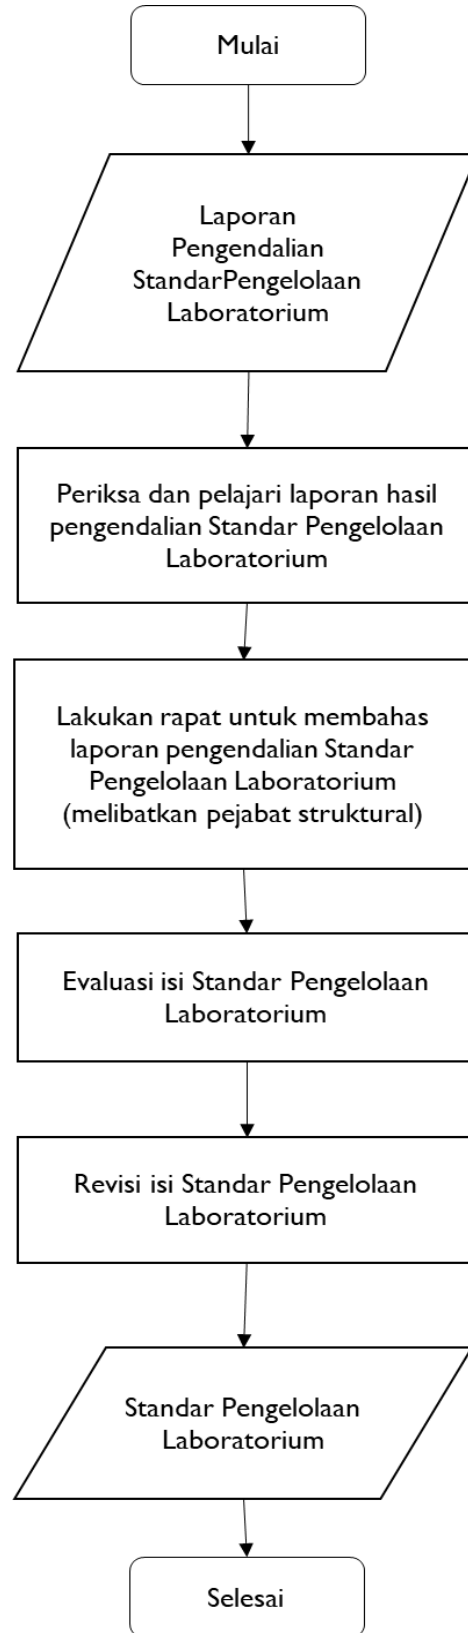 Mulai
Laporan
Pengendalian
StandarPengelolaan
Laboratorium
Periksa dan pelajari laporan hasil
pengendalian Standar Pengelolaan
Laboratorium
Lakukan rapat untuk membahas
laporan pengendalian Standar
Pengelolaan Laboratorium
(melibatkan pejabat struktural)
Evaluasi isi Standar Pengelolaan
Laboratorium
Revisi isi Standar Pengelolaan
Laboratorium
Standar Pengelolaan
Laboratorium
Selesai